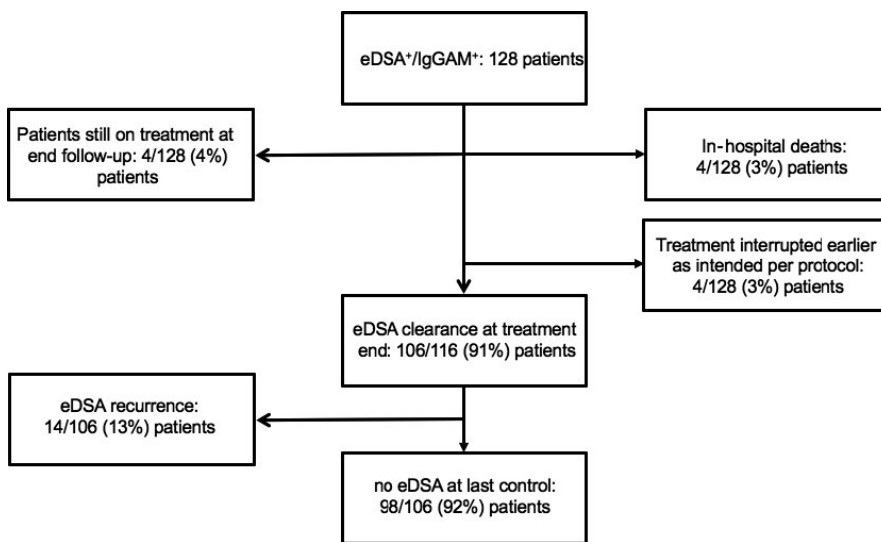 eDSA⁺/IgGAM⁺: 128 patients
Patients still on treatment at
end follow-up: 4/128 (4%)
patients
In-hospital deaths:
4/128 (3%) patients
Treatment interrupted earlier
as intended per protocol:
4/128 (3%) patients
eDSA clearance at treatment
end: 106/116 (91%) patients
eDSA recurrence:
14/106 (13%) patients
no eDSA at last control:
98/106 (92%) patients